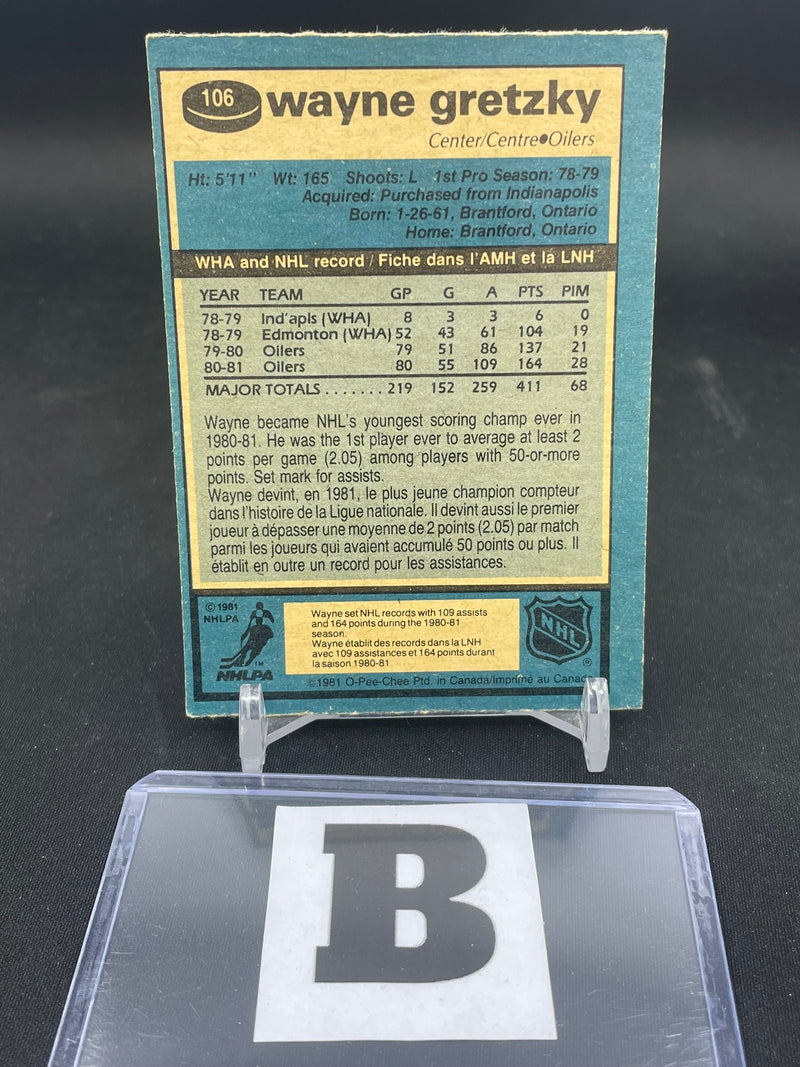 106
wayne gretzky
Center/Centre●Oilers
Ht: 5'11" Wt: 165 Shoots: L 1st Pro Season: 78-79
Acquired: Purchased from Indianapolis
Born: 1-26-61, Brantford, Ontario
Home: Brantford, Ontario
WHA and NHL record / Fiche dans l'AMH et la LNH
YEAR TEAM GP G A PTS PIM
78-79 Ind'apls (WHA) 8 3 3 6 0
78-79 Edmonton (WHA) 52 43 61 104 19
79-80 Oilers 79 51 86 137 21
80-81 Oilers 80 55 109 164 28
MAJOR TOTALS ....... 219 152 259 411 68
Wayne became NHL's youngest scoring champ ever in
1980-81. He was the 1st player ever to average at least 2
points per game (2.05) among players with 50-or-more
points. Set mark for assists.
Wayne devint, en 1981, le plus jeune champion compteur
dans l'histoire de la Ligue nationale. Il devint aussi le premier
joueur à dépasser une moyenne de 2 points (2.05) par match
parmi les joueurs qui avaient accumulé 50 points ou plus. Il
établit en outre un record pour les assistances.
© 1981
NHLPA
NHLPA
TM
Wayne set NHL records with 109 assists
and 164 points during the 1980-81
season.
Wayne établit des records dans la LNH
avec 109 assistances et 164 points durant
la saison 1980-81.
NHL
®
© 1981 O-Pee-Chee Ptd. in Canada/Imprimé au Canada
B